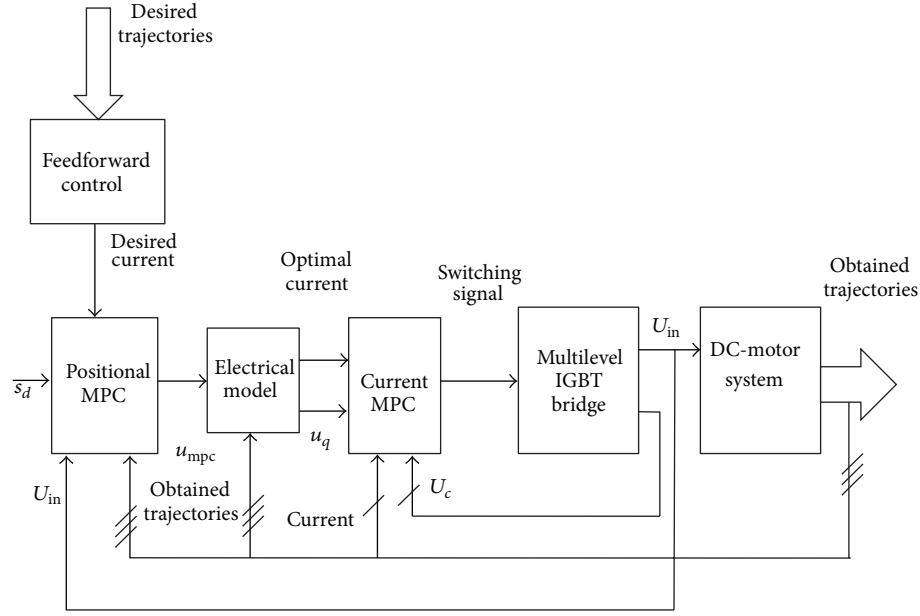 Desired
trajectories
Feedforward
control
Desired
current
Optimal
current
Switching
signal
Obtained
trajectories
s_d
Positional
MPC
Electrical
model
Current
MPC
Multilevel
IGBT
bridge
U_in
DC-motor
system
u_mpc
u_q
U_in
Obtained
trajectories
Current
U_c